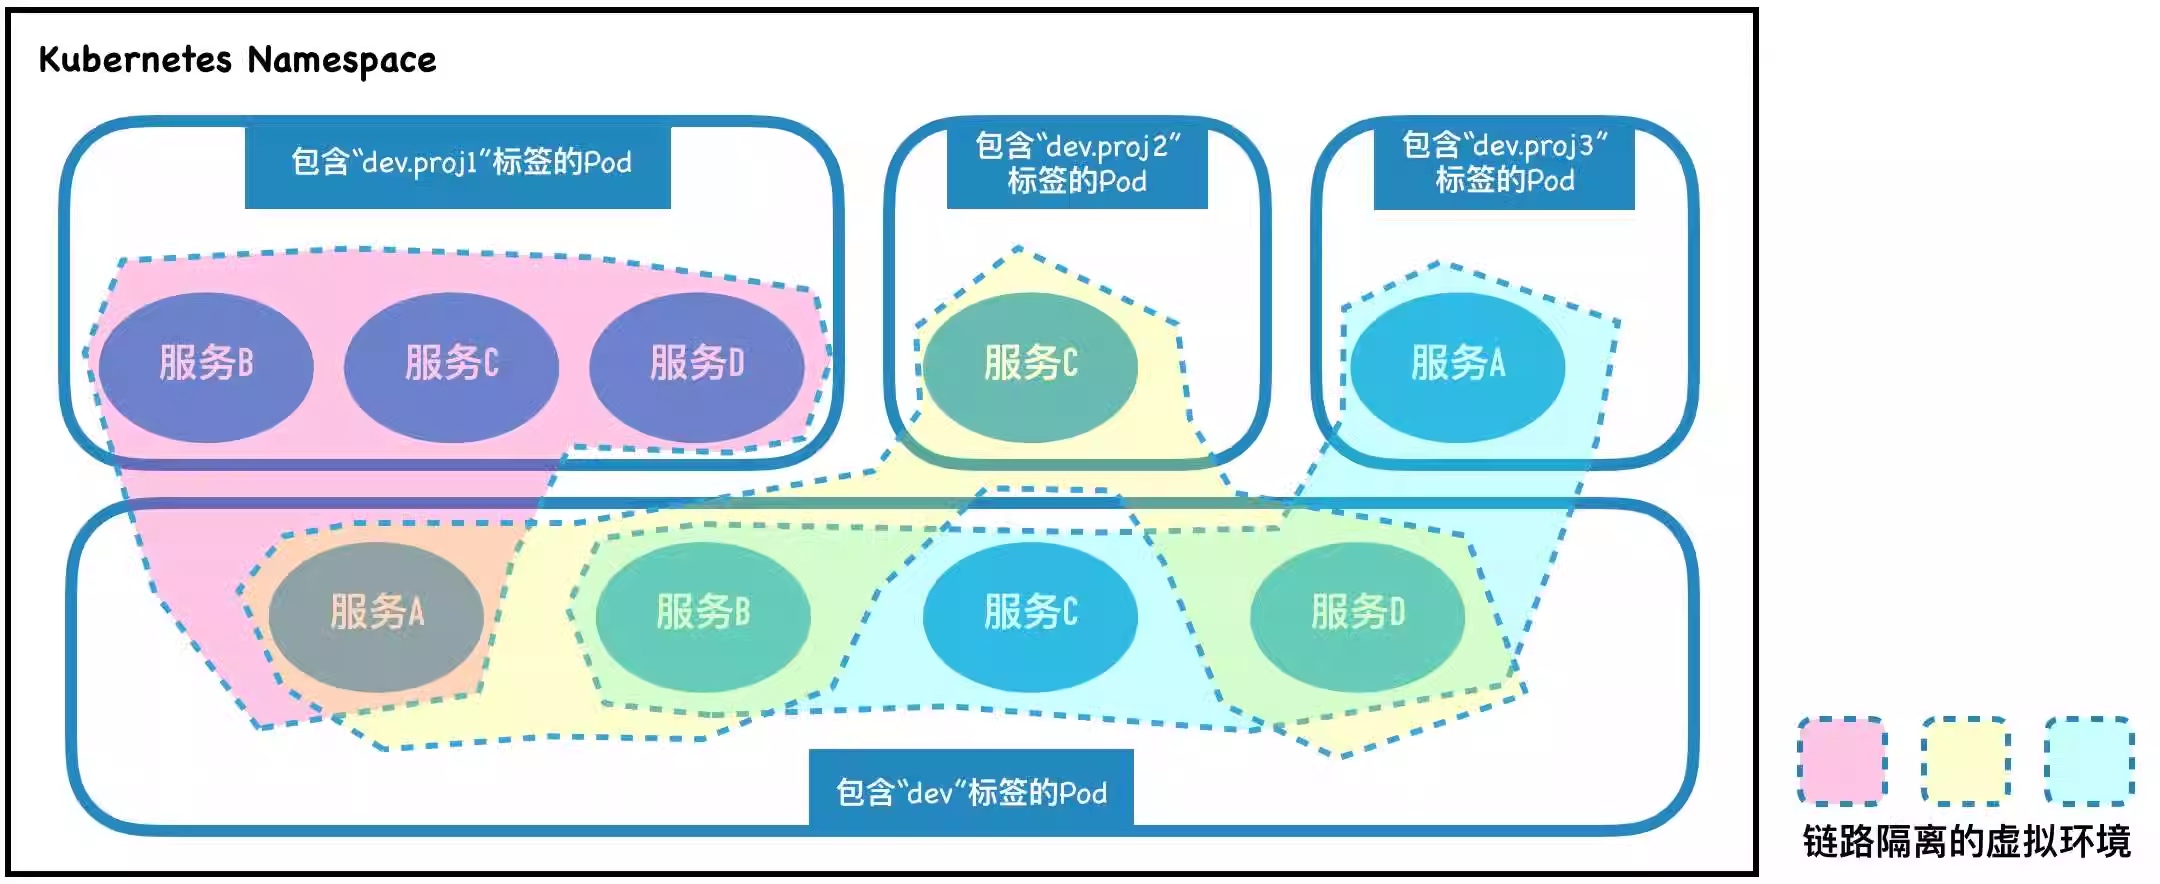 Kubernetes Namespace
包含“dev.proj1”标签的Pod
包含“dev.proj2”
标签的Pod
包含“dev.proj3”
标签的Pod
服务B
服务C
服务D
服务C
服务A
服务A
服务B
服务C
服务D
包含“dev”标签的Pod
链路隔离的虚拟环境